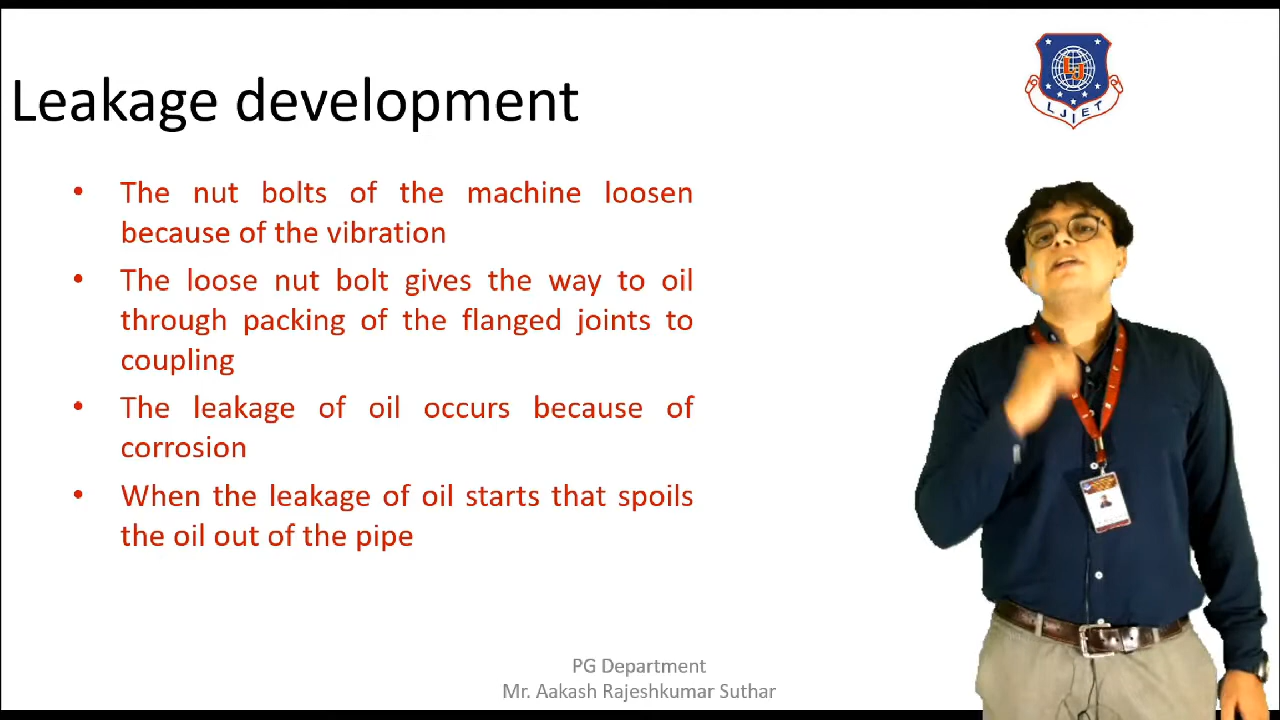 Leakage development
LJ
LJIET
• The nut bolts of the machine loosen
because of the vibration
• The loose nut bolt gives the way to oil
through packing of the flanged joints to
coupling
• The leakage of oil occurs because of
corrosion
• When the leakage of oil starts that spoils
the oil out of the pipe
PG Department
Mr. Aakash Rajeshkumar Suthar